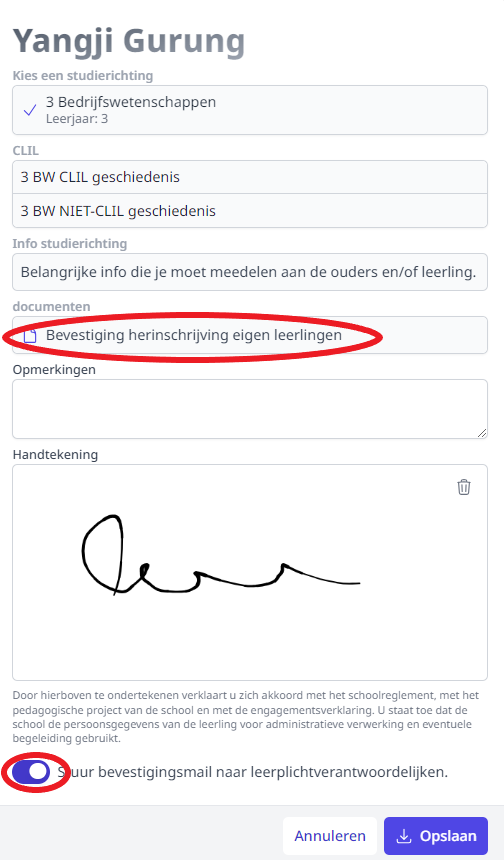 Yangji Gurung
Kies een studierichting
3 Bedrijfswetenschappen
Leerjaar: 3
CLIL
3 BW CLIL geschiedenis
3 BW NIET-CLIL geschiedenis
Info studierichting
Belangrijke info die je moet meedelen aan de ouders en/of leerling.
documenten
Bevestiging herinschrijving eigen leerlingen
Opmerkingen
Handtekening
Door hierboven te ondertekenen verklaart u zich akkoord met het schoolreglement, met het
pedagogische project van de school en met de engagementsverklaring. U staat toe dat de
school de persoonsgegevens van de leerling voor administratieve verwerking en eventuele
begeleiding gebruikt.
Stuur bevestigingsmail naar leerplichtverantwoordelijken.
Annuleren
Opslaan